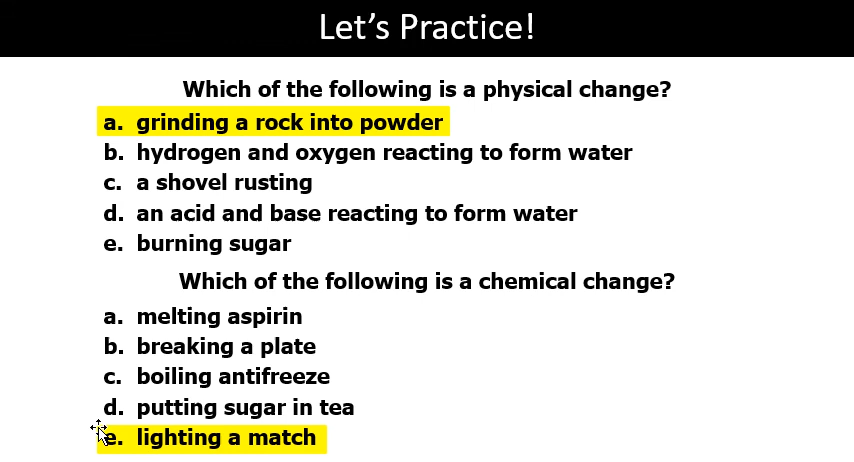 Let's Practice!
Which of the following is a physical change?
a. grinding a rock into powder
b. hydrogen and oxygen reacting to form water
c. a shovel rusting
d. an acid and base reacting to form water
e. burning sugar
Which of the following is a chemical change?
a. melting aspirin
b. breaking a plate
c. boiling antifreeze
d. putting sugar in tea
e. lighting a match